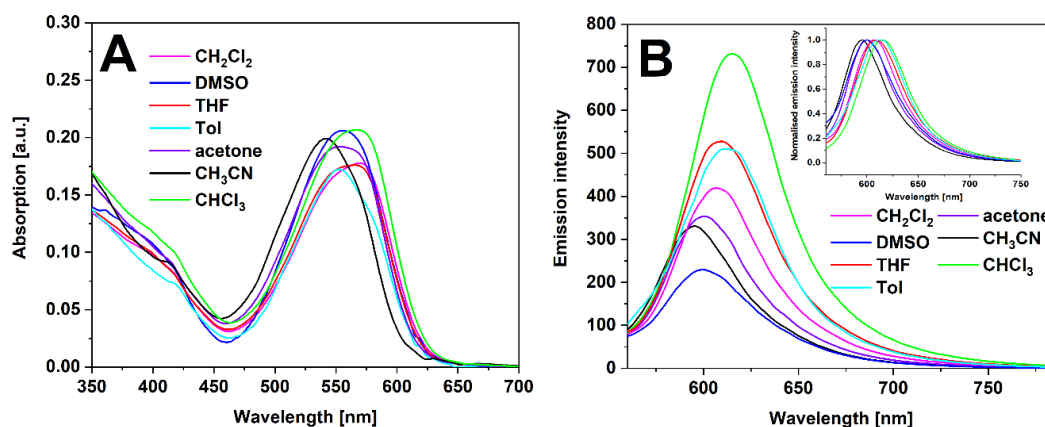 A
CH₂Cl₂
DMSO
THF
Tol
acetone
CH₃CN
CHCl₃
Absorption [a.u.]
0.30
0.25
0.20
0.15
0.10
0.05
0.00
350 400 450 500 550 600 650 700
Wavelength [nm]
B
Emission intensity
800
700
600
500
400
300
200
100
0
600 650 700 750
Wavelength [nm]
Normalised emission intensity
1.0
0.8
0.6
0.4
0.2
0.0
600 650 700 750
Wavelength [nm]
CH₂Cl₂ acetone
DMSO CH₃CN
THF CHCl₃
Tol